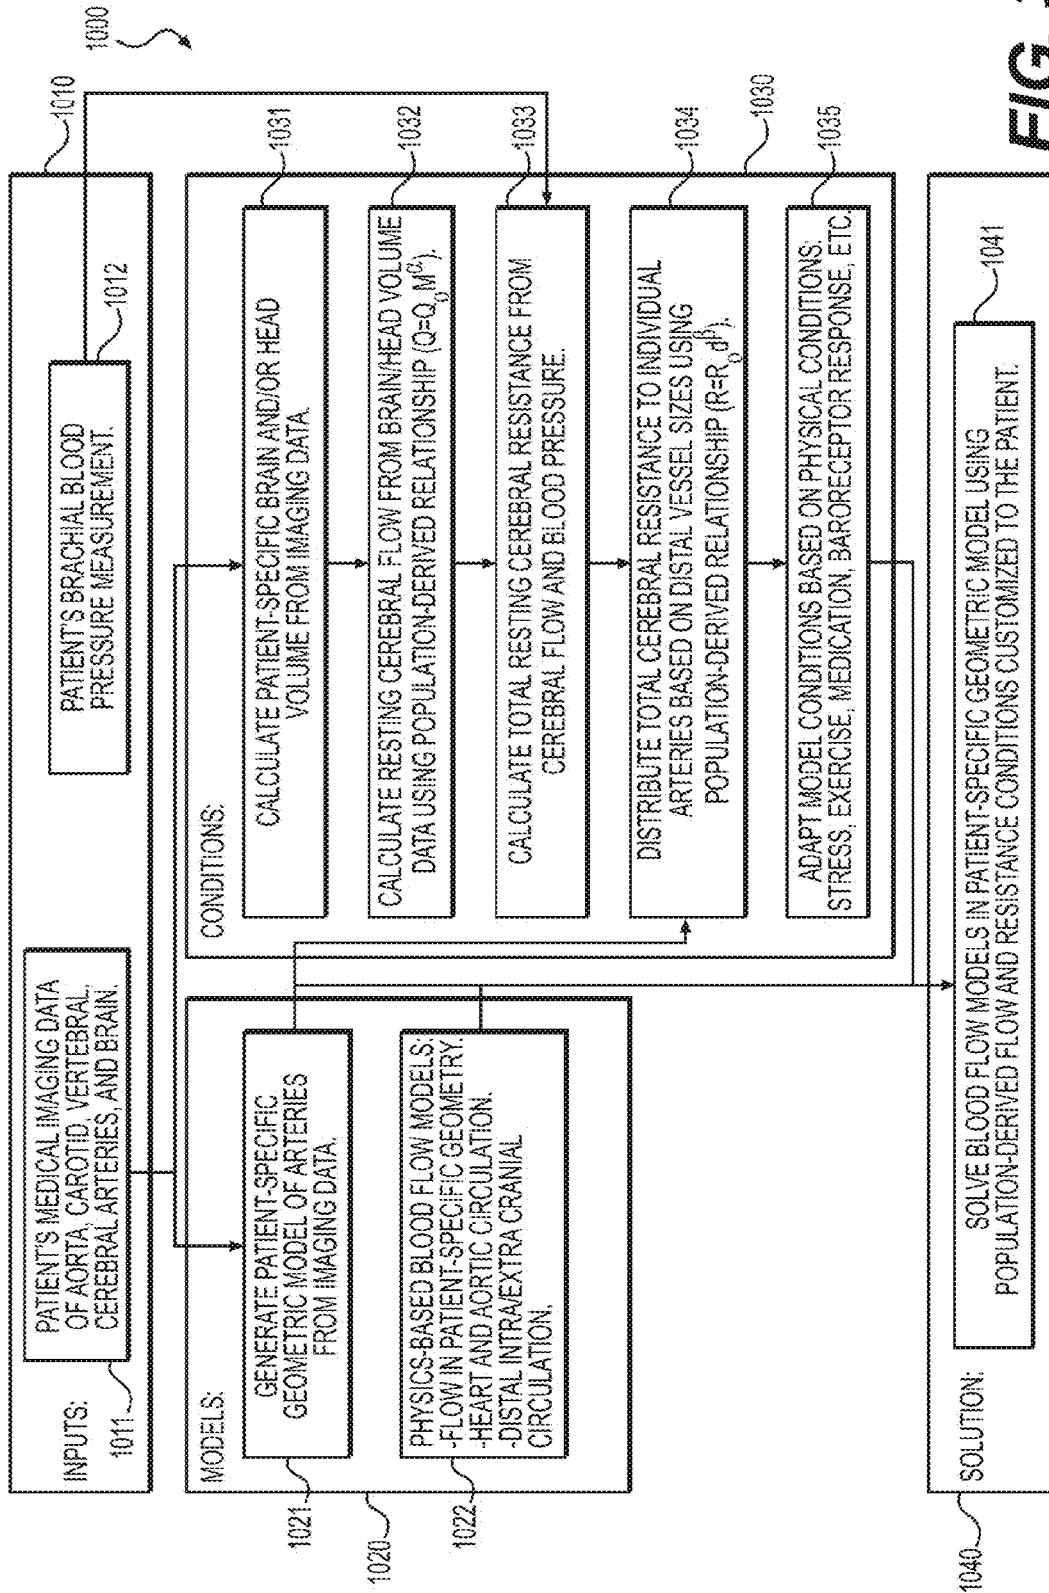 1000
1010
INPUTS:
PATIENT'S MEDICAL IMAGING DATA
OF AORTA, CAROTID, VERTEBRAL,
CEREBRAL ARTERIES, AND BRAIN.
1011
PATIENT'S BRACHIAL BLOOD
PRESSURE MEASUREMENT.
1012
MODELS:
GENERATE PATIENT-SPECIFIC
GEOMETRIC MODEL OF ARTERIES
FROM IMAGING DATA.
1021
PHYSICS-BASED BLOOD FLOW MODELS:
-FLOW IN PATIENT-SPECIFIC GEOMETRY.
-HEART AND AORTIC CIRCULATION.
-DISTAL INTRA/EXTRA CRANIAL
CIRCULATION.
1022
1020
CONDITIONS:
CALCULATE PATIENT-SPECIFIC BRAIN AND/OR HEAD
VOLUME FROM IMAGING DATA.
1031
CALCULATE RESTING CEREBRAL FLOW FROM BRAIN/HEAD VOLUME
DATA USING POPULATION-DERIVED RELATIONSHIP (Q=Q₀M^α).
1032
CALCULATE TOTAL RESTING CEREBRAL RESISTANCE FROM
CEREBRAL FLOW AND BLOOD PRESSURE.
1033
DISTRIBUTE TOTAL CEREBRAL RESISTANCE TO INDIVIDUAL
ARTERIES BASED ON DISTAL VESSEL SIZES USING
POPULATION-DERIVED RELATIONSHIP (R=R₀d^β).
1034
1030
ADAPT MODEL CONDITIONS BASED ON PHYSICAL CONDITIONS:
STRESS, EXERCISE, MEDICATION, BARORECEPTOR RESPONSE, ETC.
1035
SOLUTION:
SOLVE BLOOD FLOW MODELS IN PATIENT-SPECIFIC GEOMETRIC MODEL USING
POPULATION-DERIVED FLOW AND RESISTANCE CONDITIONS CUSTOMIZED TO THE PATIENT.
1041
1040
FIG.